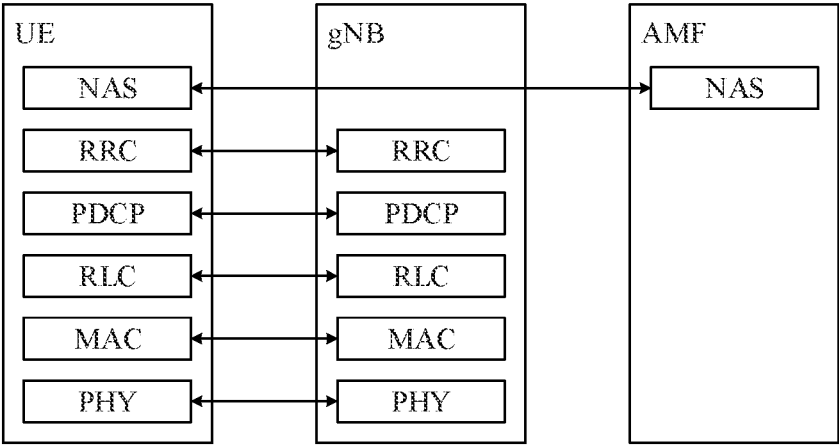 UE gNB AMF
NAS NAS
RRC RRC
PDCP PDCP
RLC RLC
MAC MAC
PHY PHY